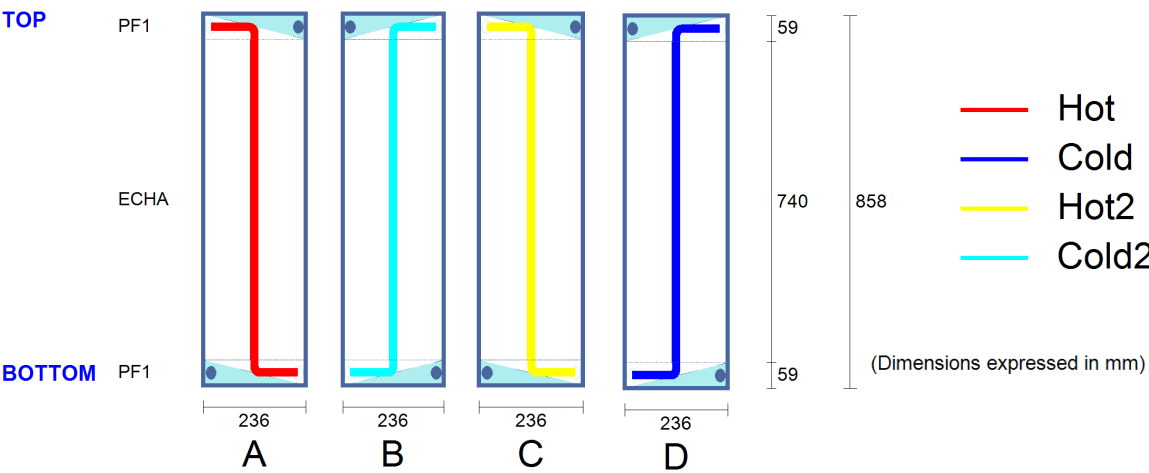 TOP
PF1
59
Hot
Cold
ECHA
740
858
Hot2
Cold2
BOTTOM
PF1
59
(Dimensions expressed in mm)
236
236
236
236
A
B
C
D